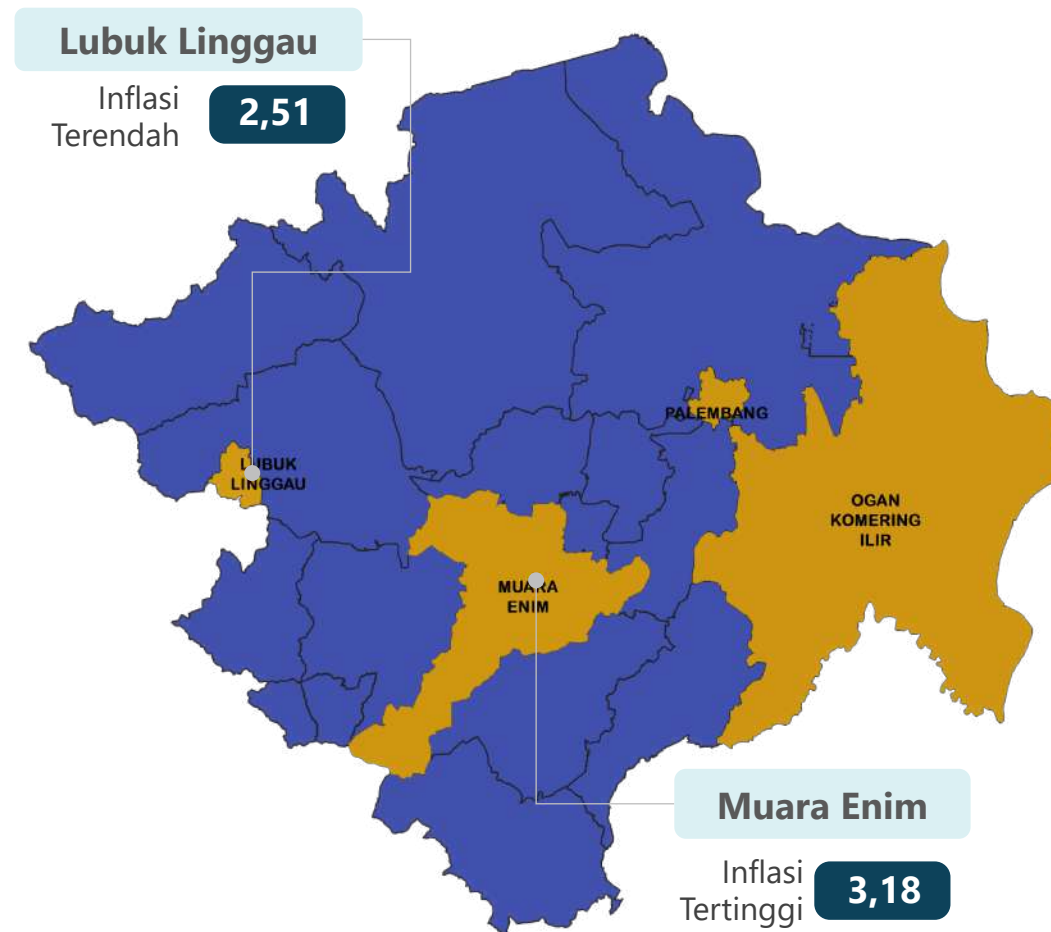 Lubuk Linggau
Inflasi
Terendah
2,51
PALEMBANG
LUBUK
LINGGAU
OGAN
KOMERING
ILIR
MUARA
ENIM
Muara Enim
Inflasi
Tertinggi
3,18